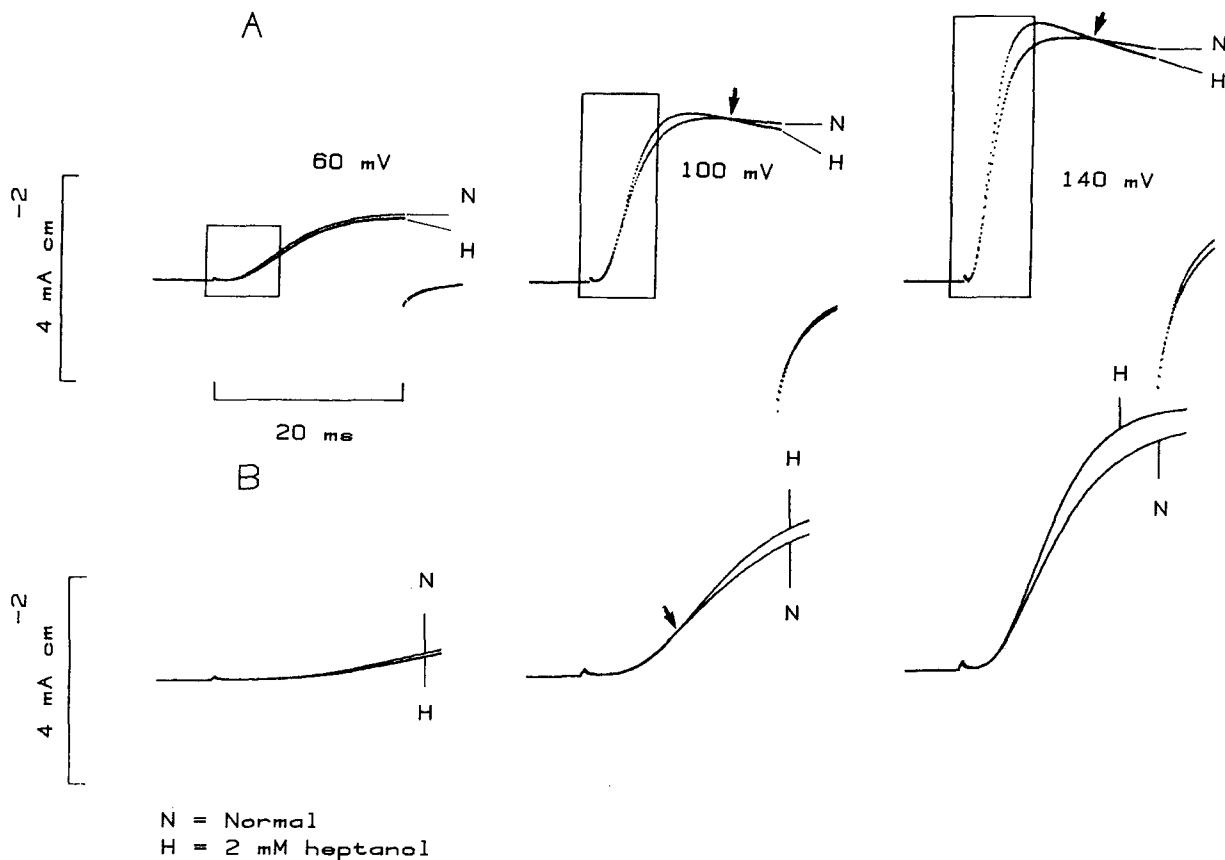 A
60 mV
N
H
100 mV
N
H
140 mV
N
H
4 mA cm -2
20 ms
B
N
H
H
N
H
N
4 mA cm -2
N = Normal
H = 2 mM heptanol